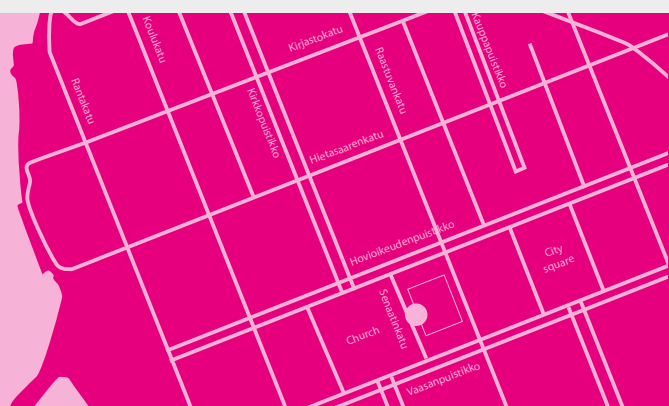 Koulukatu
Kirjastokatu
Kauppapuistikko
Rantakatu
Raastuvankatu
Kirkkopuistikko
Hietasaarenkatu
Hovioikeudenpuistikko
City
square
Senaatinkatu
Church
Vaasanpuistikko